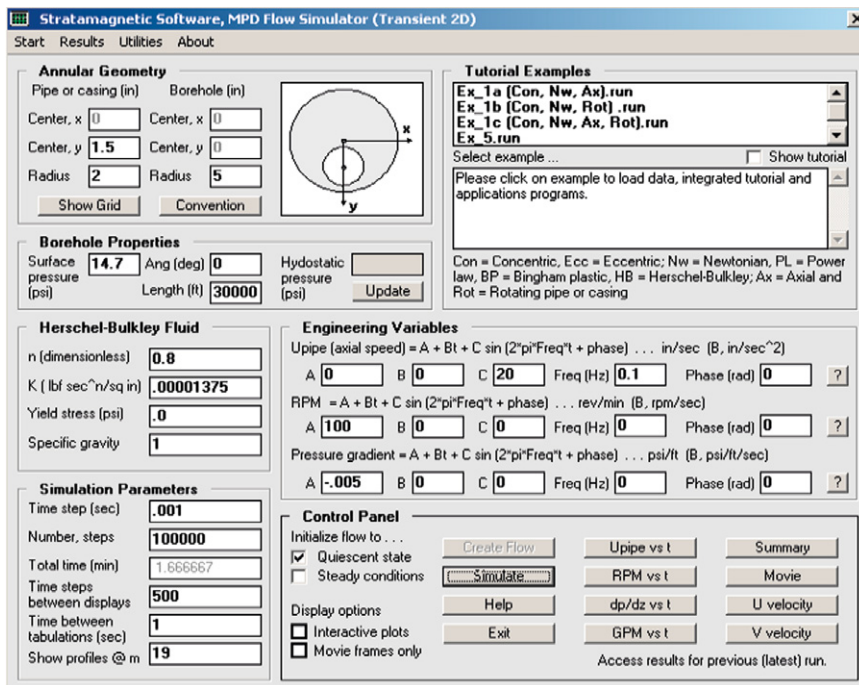 Stratamagnetic Software, MPD Flow Simulator (Transient 2D)
Start Results Utilities About
Annular Geometry
Pipe or casing (in) Borehole (in)
Center, x 0 Center, x 0
Center, y 1.5 Center, y 0
Radius 2 Radius 5
Show Grid Convention
x
y
Tutorial Examples
Ex_1a (Con, Nw, Ax).run
Ex_1b (Con, Nw, Rot) .run
Ex_1c (Con, Nw, Ax, Rot).run
Ex_5.run
Select example ... Show tutorial
Please click on example to load data, integrated tutorial and
applications programs.
Con = Concentric, Ecc = Eccentric; Nw = Newtonian, PL = Power
law, BP = Bingham plastic, HB = Herschel-Bulkley; Ax = Axial and
Rot = Rotating pipe or casing
Borehole Properties
Surface pressure (psi) 14.7 Ang (deg) 0
Length (ft) 30000
Hydostatic pressure (psi)
Update
Herschel-Bulkley Fluid
n (dimensionless) 0.8
K ( lbf sec^n/sq in) .00001375
Yield stress (psi) .0
Specific gravity 1
Engineering Variables
Upipe (axial speed) = A + Bt + C sin (2*pi*Freq*t + phase) . . . in/sec (B, in/sec^2)
A 0 B 0 C 20 Freq (Hz) 0.1 Phase (rad) 0 ?
RPM = A + Bt + C sin (2*pi*Freq*t + phase) . . . rev/min (B, rpm/sec)
A 100 B 0 C 0 Freq (Hz) 0 Phase (rad) 0 ?
Pressure gradient = A + Bt + C sin (2*pi*Freq*t + phase) . . . psi/ft (B, psi/ft/sec)
A -.005 B 0 C 0 Freq (Hz) 0 Phase (rad) 0 ?
Simulation Parameters
Time step (sec) .001
Number, steps 100000
Total time (min) 1.666667
Time steps between displays 500
Time between tabulations (sec) 1
Show profiles @ m 19
Control Panel
Initialize flow to . . .
Quiescent state
Steady conditions
Display options
Interactive plots
Movie frames only
Create Flow Upipe vs t Summary
Simulate RPM vs t Movie
Help dp/dz vs t U velocity
Exit GPM vs t V velocity
Access results for previous (latest) run.